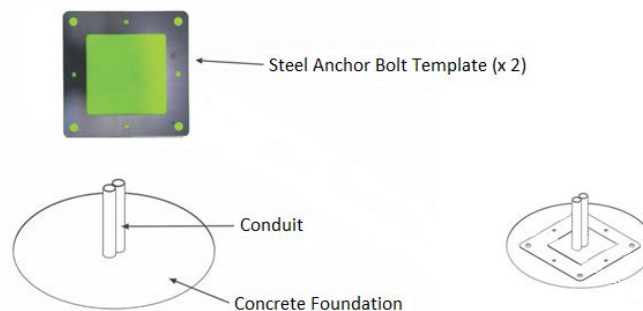 Steel Anchor Bolt Template (x 2)
Conduit
Concrete Foundation